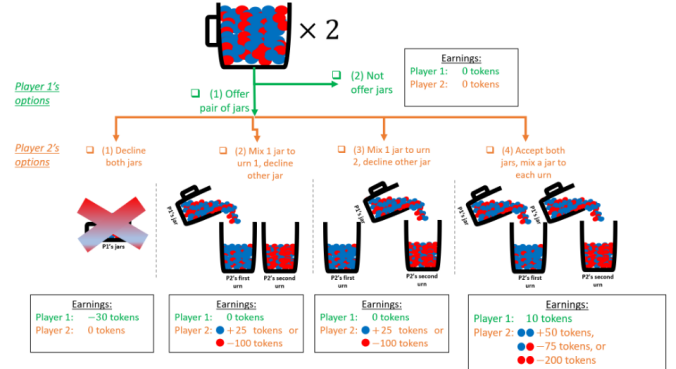 × 2
Player 1's
options
(1) Offer
pair of jars
(2) Not
offer jars
Earnings:
Player 1: 0 tokens
Player 2: 0 tokens
Player 2's
options
(1) Decline
both jars
(2) Mix 1 jar to
urn 1, decline
other jar
(3) Mix 1 jar to urn
2, decline other jar
(4) Accept both
jars, mix a jar to
each urn
P1's jars
P1's jar
P2's first
urn
P2's second
urn
P1's jar
P2's first
urn
P2's second
urn
P1's jar
P1's jar
P2's first
urn
P2's second
urn
Earnings:
Player 1: −30 tokens
Player 2: 0 tokens
Earnings:
Player 1: 0 tokens
Player 2: +25 tokens or
−100 tokens
Earnings:
Player 1: 0 tokens
Player 2: +25 tokens or
−100 tokens
Earnings:
Player 1: 10 tokens
Player 2: +50 tokens,
−75 tokens, or
−200 tokens